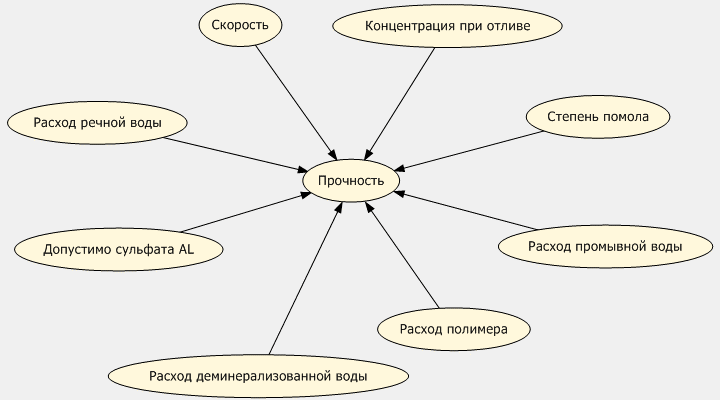 Скорость
Концентрация при отливе
Расход речной воды
Степень помола
Прочность
Допустимо сульфата AL
Расход промывной воды
Расход полимера
Расход деминерализованной воды